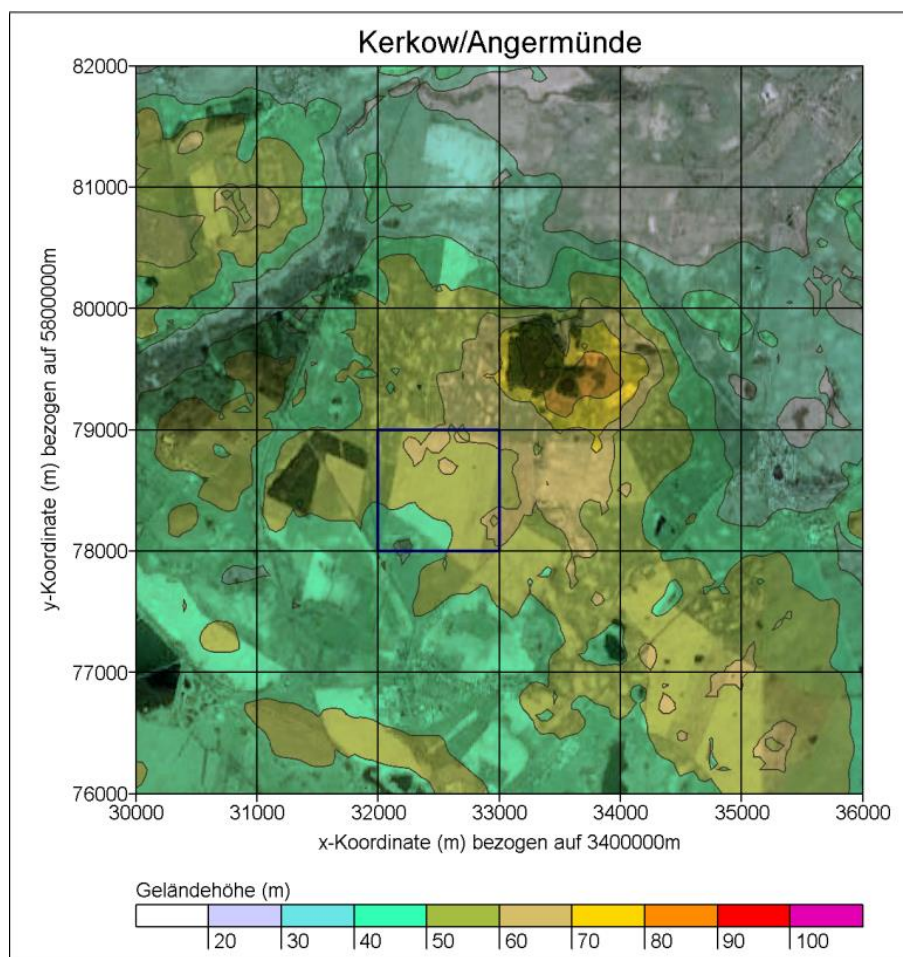 Kerkow/Angermünde
82000
81000
80000
79000
78000
77000
76000
y-Koordinate (m) bezogen auf 5800000m
30000 31000 32000 33000 34000 35000 36000
x-Koordinate (m) bezogen auf 3400000m
Geländehöhe (m)
20 30 40 50 60 70 80 90 100